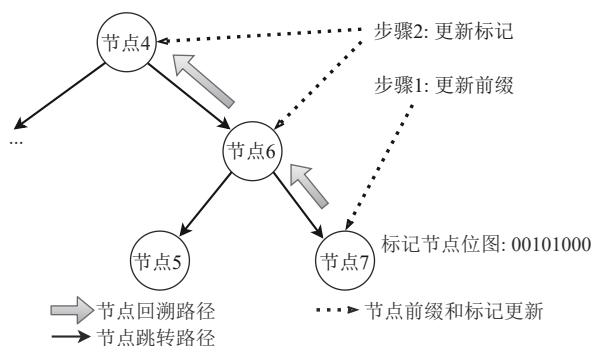 节点4
步骤2: 更新标记
步骤1: 更新前缀
...
节点6
节点5
节点7
标记节点位图: 00101000
节点回溯路径
节点前缀和标记更新
节点跳转路径